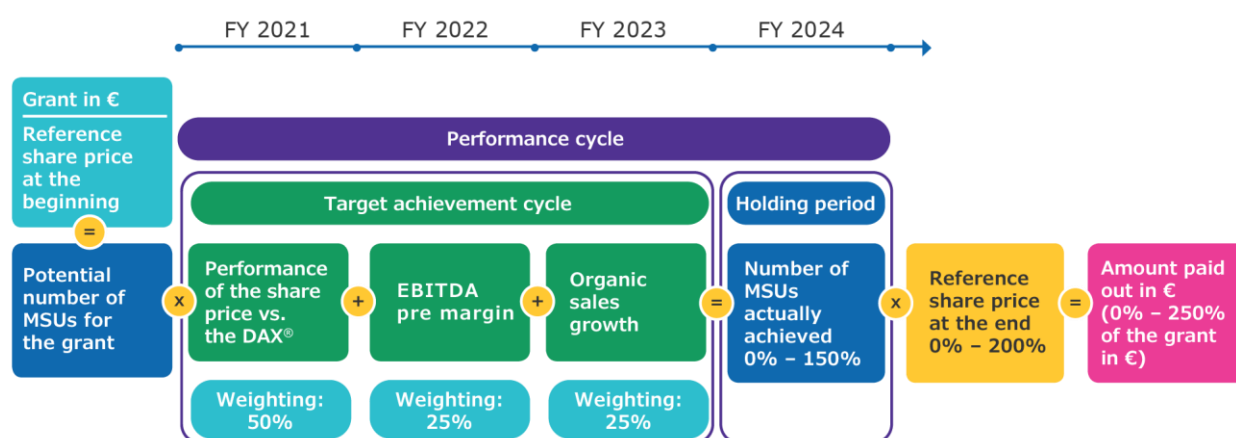 FY 2021
FY 2022
FY 2023
FY 2024
Grant in €
Reference
share price
at the
beginning
=
Potential
number of
MSUs for
the grant
Performance cycle
Target achievement cycle
Holding period
x
Performance
of the share
price vs.
the DAX®
+
EBITDA
pre margin
+
Organic
sales
growth
=
Number of
MSUs
actually
achieved
0% – 150%
x
Reference
share price
at the end
0% – 200%
=
Amount paid
out in €
(0% – 250%
of the grant
in €)
Weighting:
50%
Weighting:
25%
Weighting:
25%